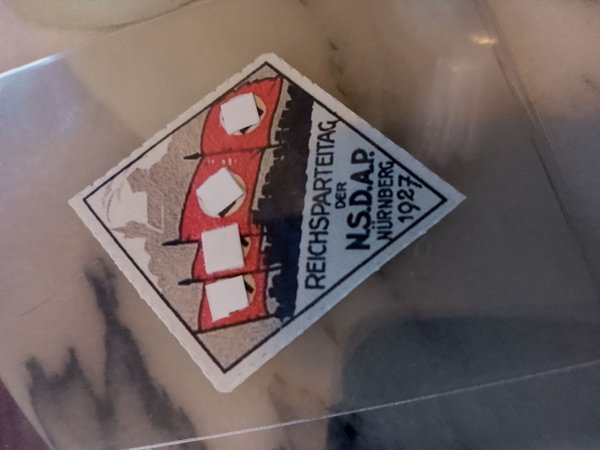 REICHSPARTEITAG
DER
N.S.D.A.P.
NÜRNBERG
1927